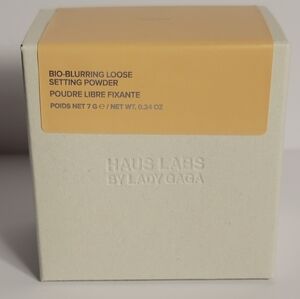 BIO-BLURRING LOOSE
SETTING POWDER
POUDRE LIBRE FIXANTE
POIDS NET 7 G ℮ / NET WT. 0.24 OZ
HAUS LABS
BY LADY GAGA